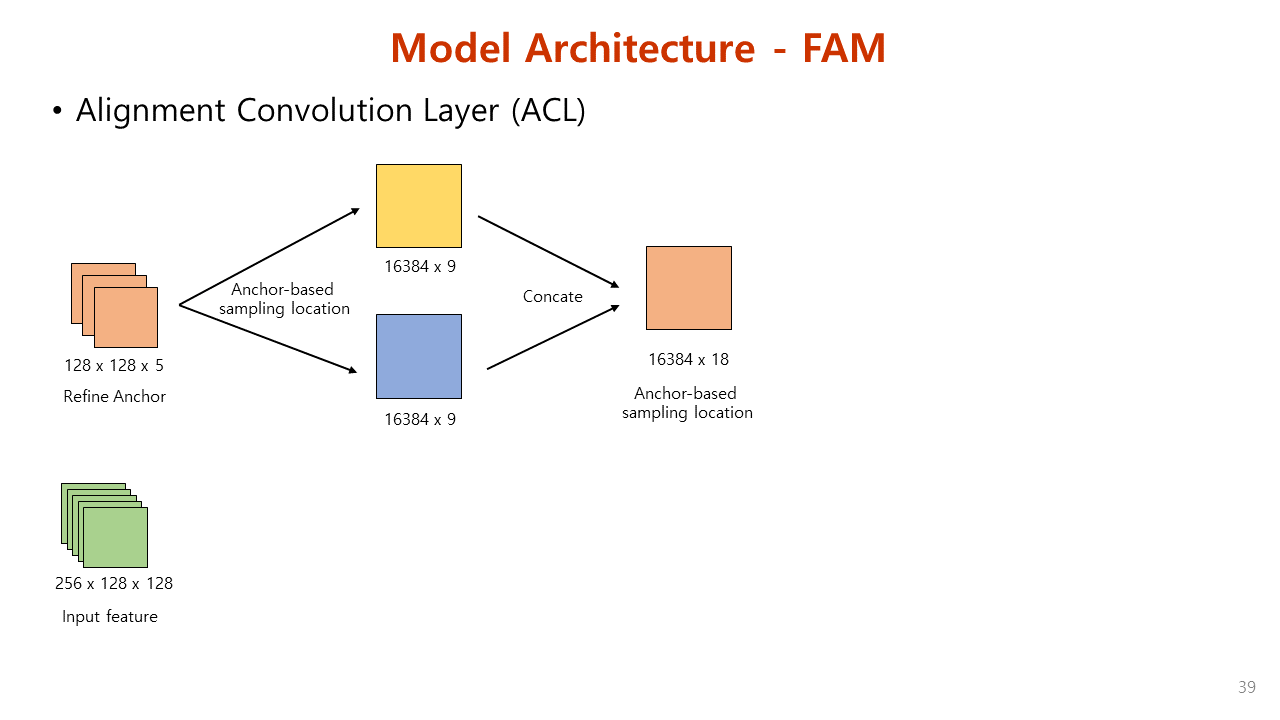 Model Architecture - FAM
• Alignment Convolution Layer (ACL)
16384 x 9
Anchor-based
sampling location
Concate
128 x 128 x 5
Refine Anchor
16384 x 9
16384 x 18
Anchor-based
sampling location
256 x 128 x 128
Input feature
39